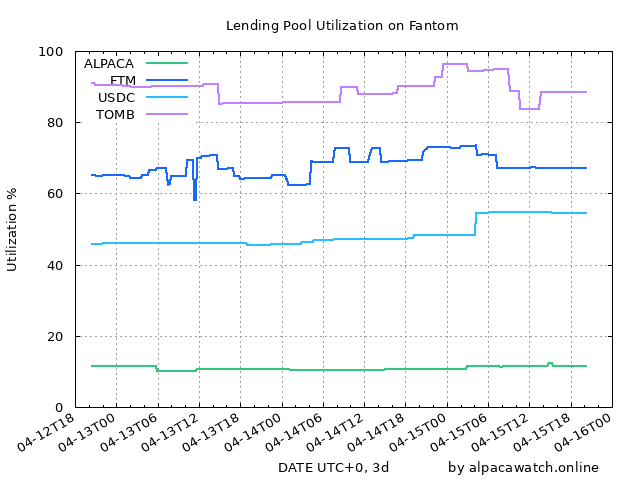 Lending Pool Utilization on Fantom
Utilization %
100
80
60
40
20
0
ALPACA
FTM
USDC
TOMB
04-12T18
04-13T00
04-13T06
04-13T12
04-13T18
04-14T00
04-14T06
04-14T12
04-14T18
04-15T00
04-15T06
04-15T12
04-15T18
04-16T00
DATE UTC+0, 3d
by alpacawatch.online